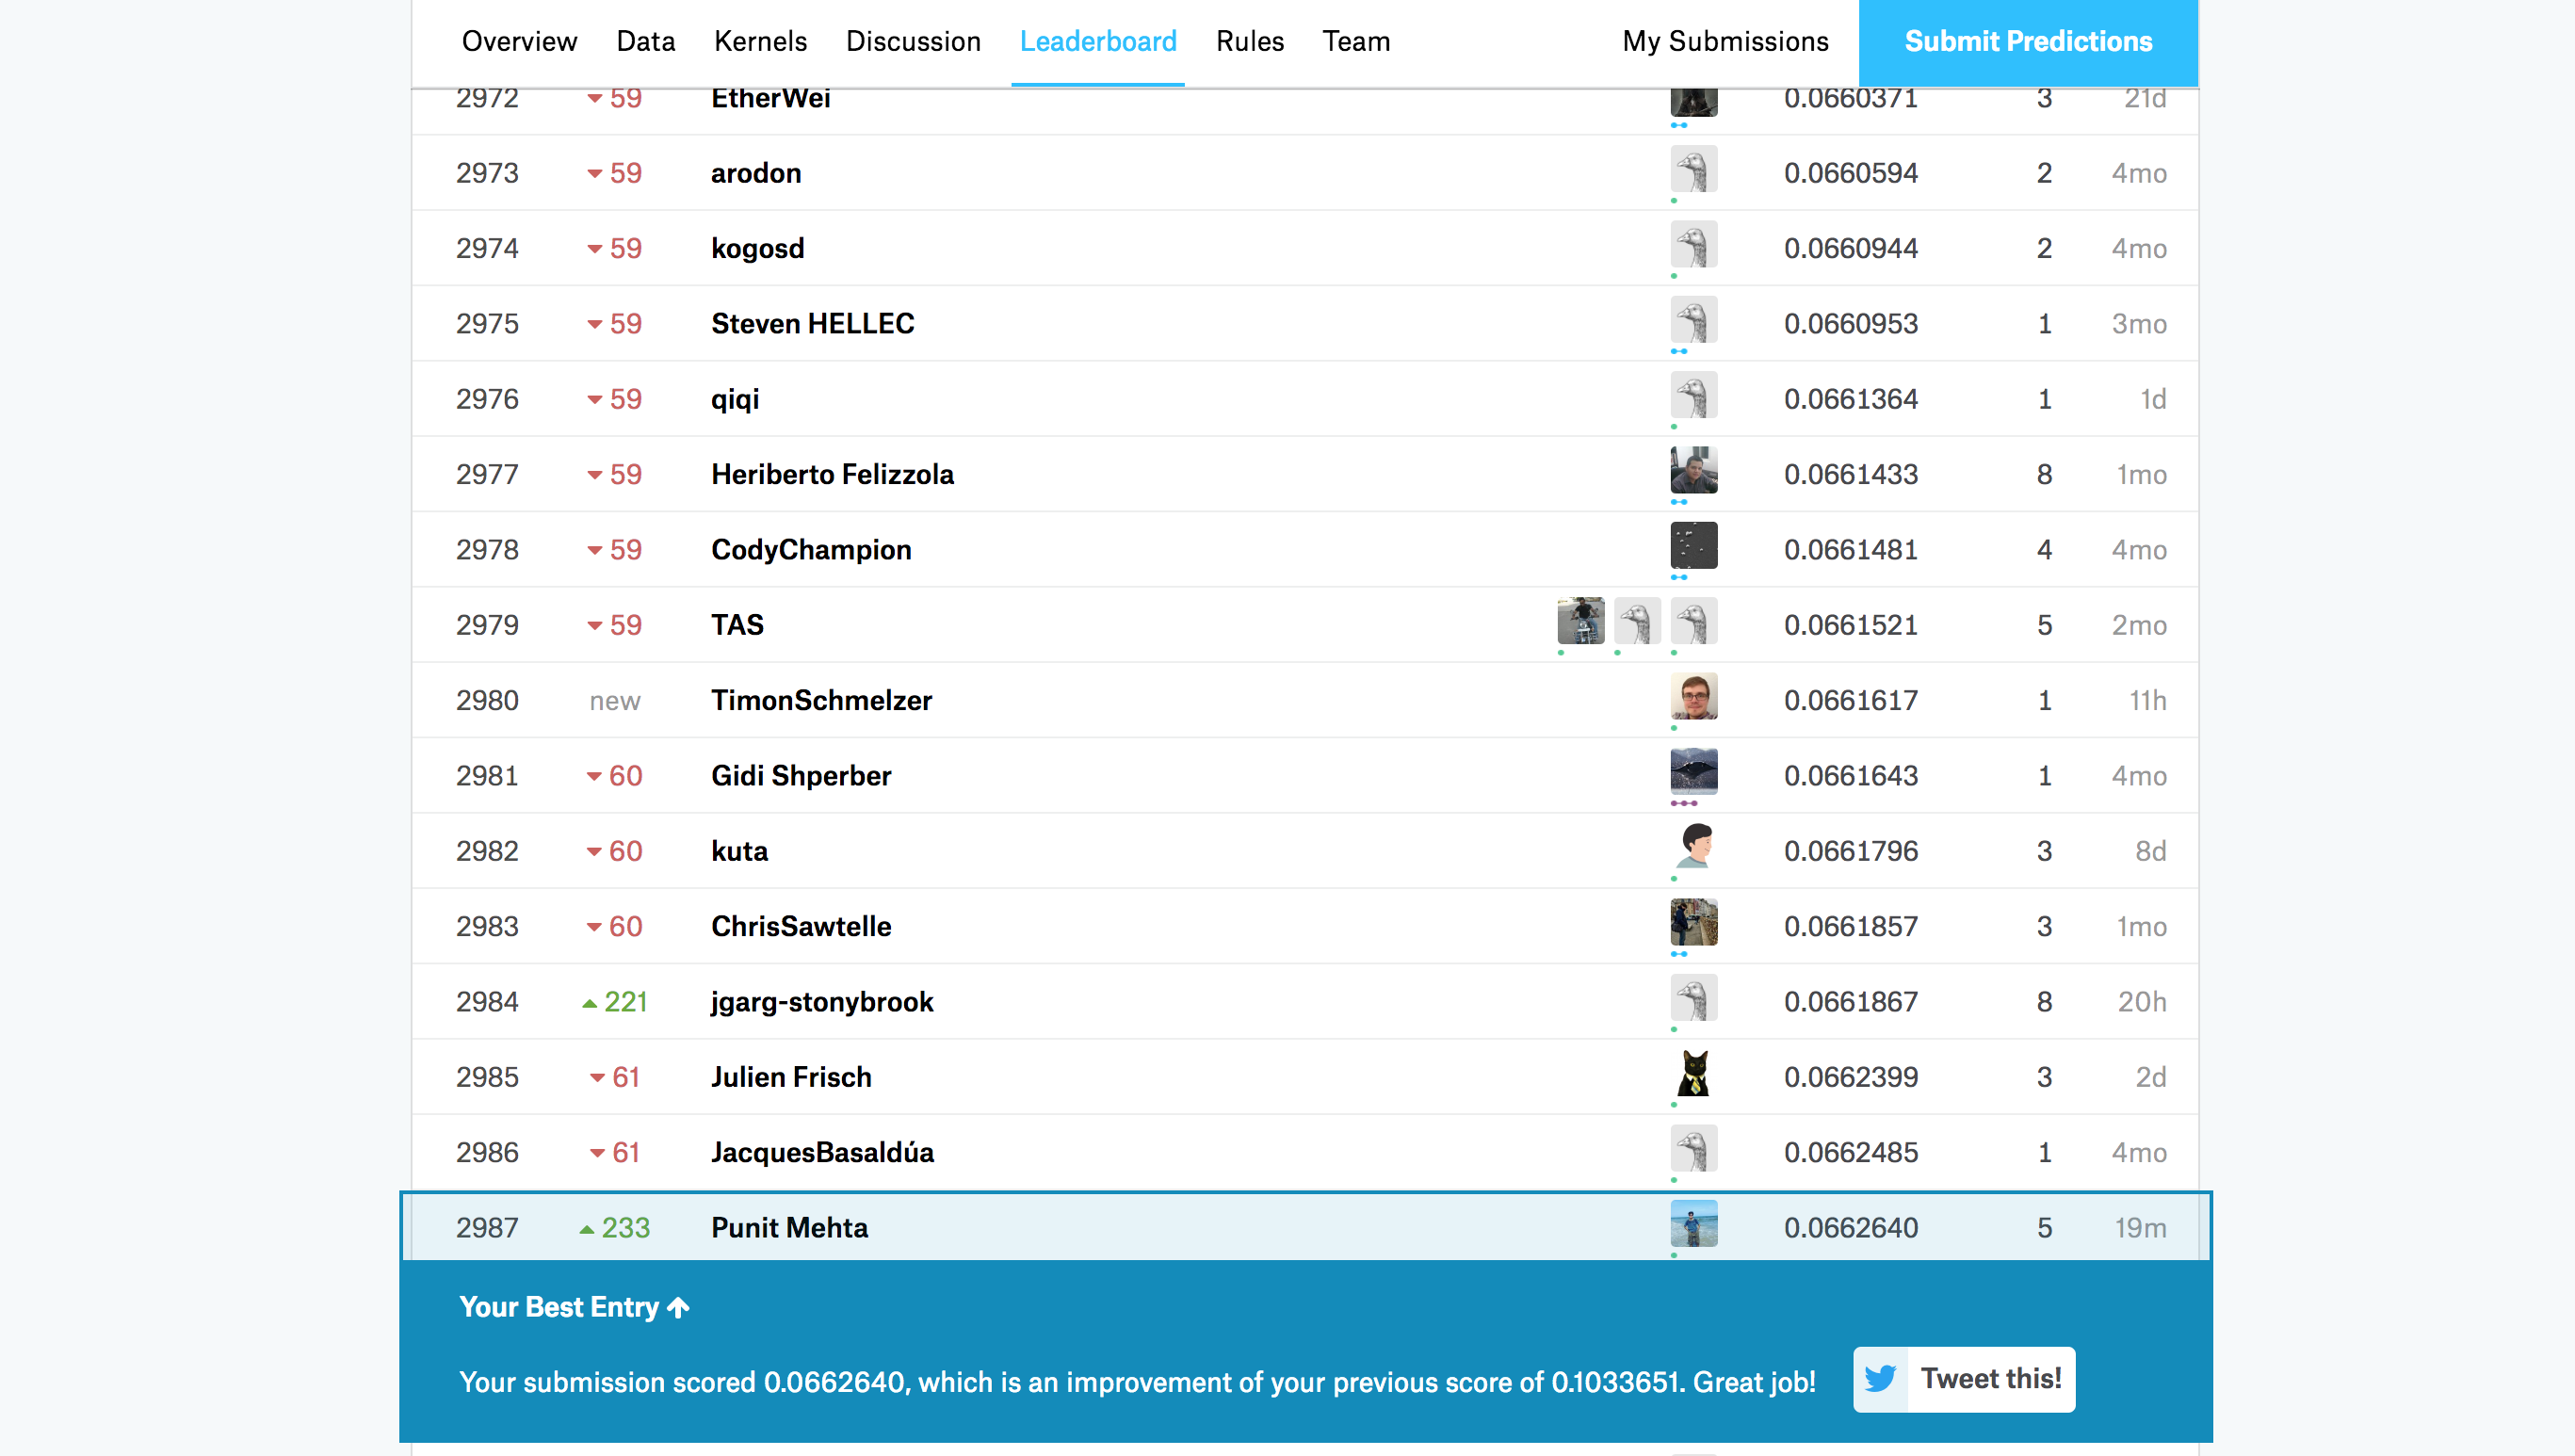 Overview Data Kernels Discussion Leaderboard Rules Team My Submissions Submit Predictions
2972 59 EtherWei 0.0660371 3 21d
2973 59 arodon 0.0660594 2 4mo
2974 59 kogosd 0.0660944 2 4mo
2975 59 Steven HELLEC 0.0660953 1 3mo
2976 59 qiqi 0.0661364 1 1d
2977 59 Heriberto Felizzola 0.0661433 8 1mo
2978 59 CodyChampion 0.0661481 4 4mo
2979 59 TAS 0.0661521 5 2mo
2980 new TimonSchmelzer 0.0661617 1 11h
2981 60 Gidi Shperber 0.0661643 1 4mo
2982 60 kuta 0.0661796 3 8d
2983 60 ChrisSawtelle 0.0661857 3 1mo
2984 221 jgarg-stonybrook 0.0661867 8 20h
2985 61 Julien Frisch 0.0662399 3 2d
2986 61 JacquesBasaldúa 0.0662485 1 4mo
2987 233 Punit Mehta 0.0662640 5 19m
Your Best Entry
Your submission scored 0.0662640, which is an improvement of your previous score of 0.1033651. Great job! Tweet this!